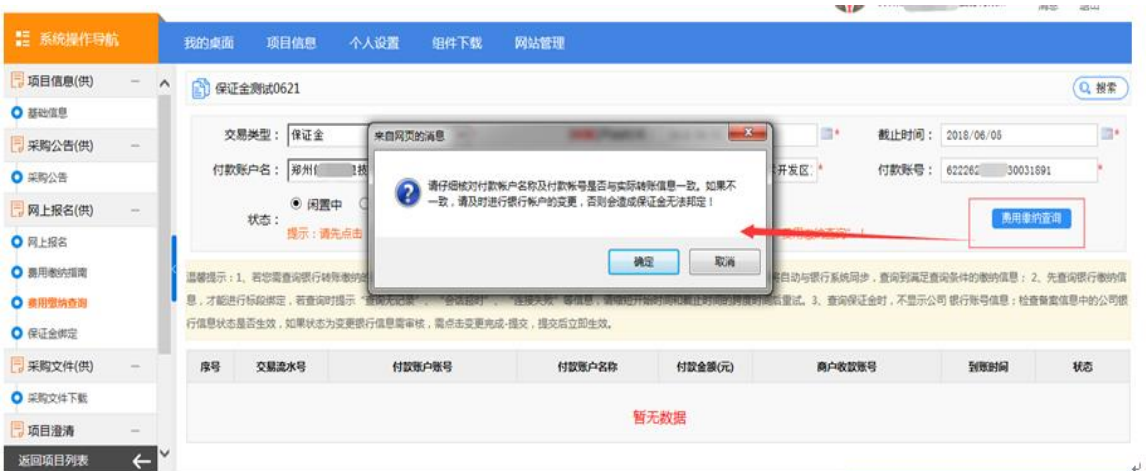 系统操作导航
我的桌面 项目信息 个人设置 组件下载 网站管理
项目信息(供)
基础信息
采购公告(供)
采购公告
网上报名(供)
网上报名
费用缴纳指南
费用缴纳查询
保证金绑定
采购文件(供)
采购文件下载
项目澄清
返回项目列表
保证金测试0621
搜索
交易类型： 保证金
截止时间： 2018/06/05
付款账户名： 郑州
开发区
付款账号： 622262 30031891
状态： 闲置中
提示：请先点击
费用缴纳查询
来自网页的消息
请仔细核对付款帐户名称及付款帐号是否与实际转账信息一致。如果不
一致，请及时进行银行帐户的变更，否则会造成保证金无法邦定！
确定 取消
温馨提示：1、若您需查询银行转账缴纳的
自动与银行系统同步，查询到满足查询条件的缴纳信息； 2、先查询银行缴纳信
息，才能进行标段绑定，若查询时提示“查询无记录”、“会话超时”、“连接失败”等信息，请缩短开始时间和截止时间的跨度时间后重试。3、查询保证金时，不显示公司银行账号信息；检查备案信息中的公司银
行信息状态是否生效，如果状态为变更银行信息需审核，需点击变更完成-提交，提交后立即生效。
序号 交易流水号 付款账户账号 付款账户名称 付款金额(元) 商户收款账号 到账时间 状态
暂无数据